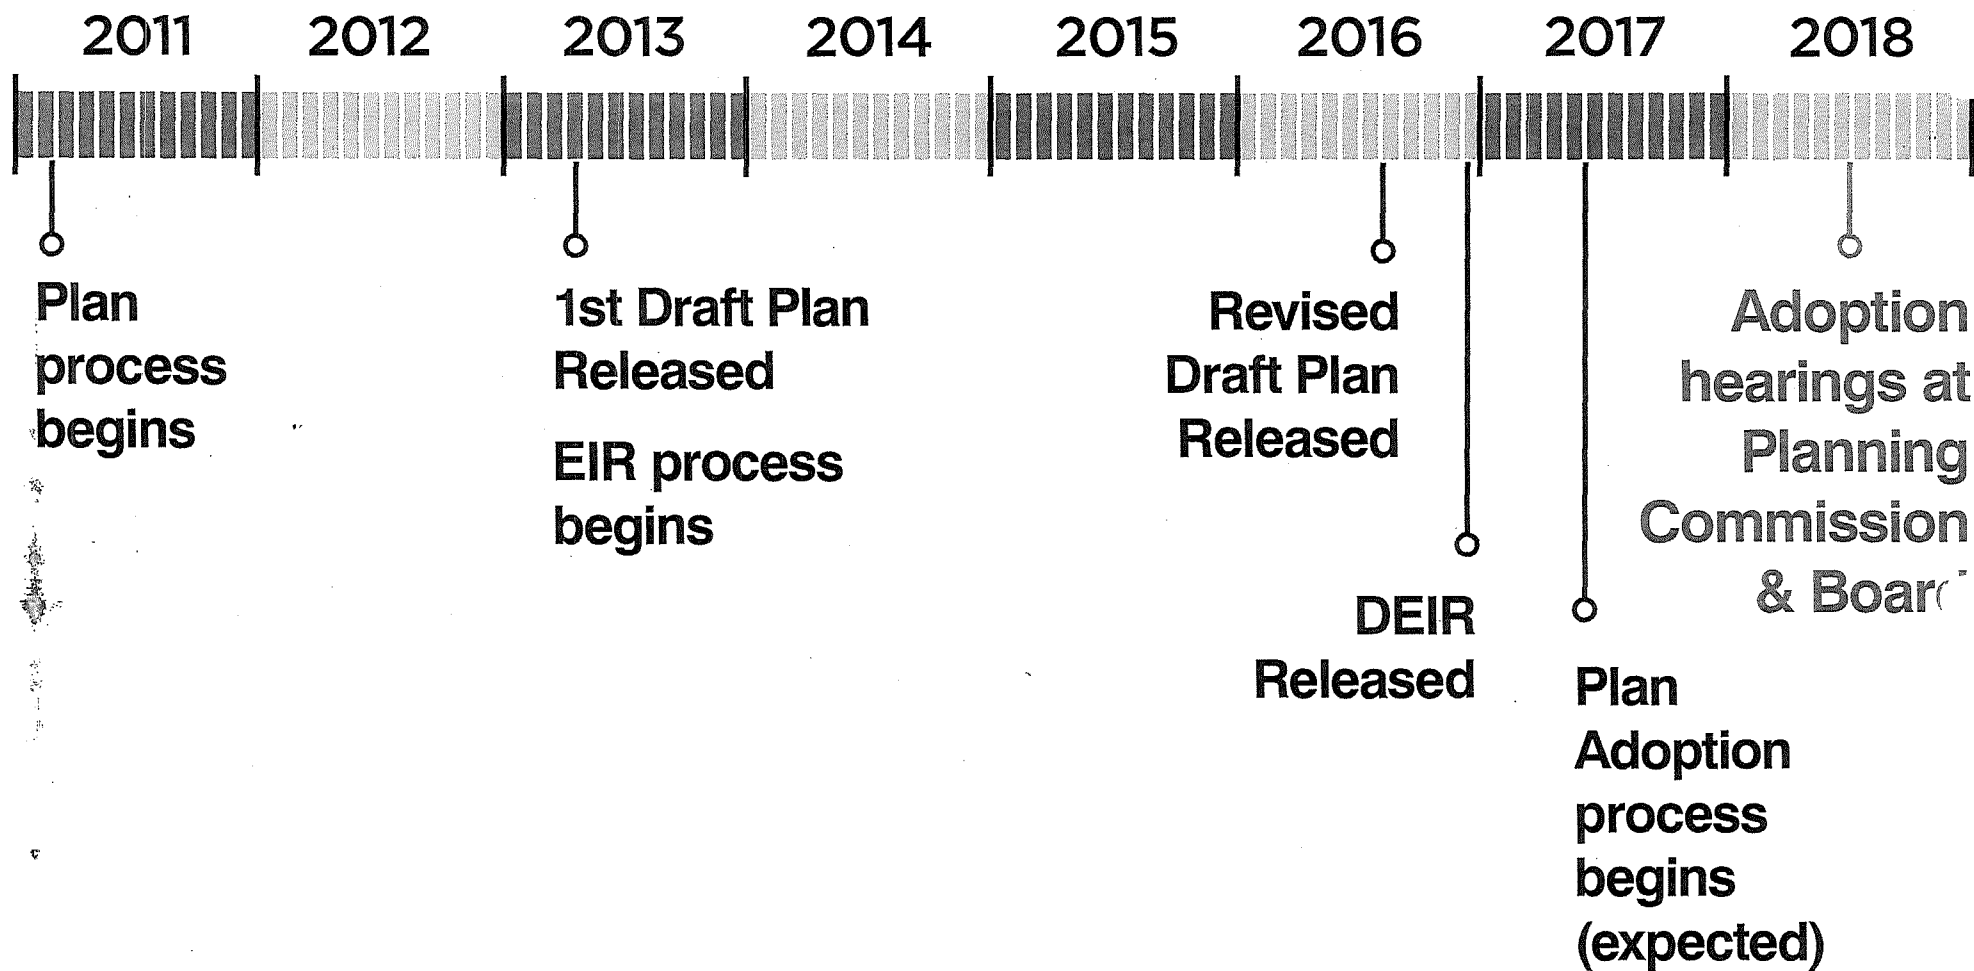 2011 2012 2013 2014 2015 2016 2017 2018
Plan
process
begins
1st Draft Plan
Released
EIR process
begins
Revised
Draft Plan
Released
DEIR
Released
Plan
Adoption
process
begins
(expected)
Adoption
hearings at
Planning
Commission
&